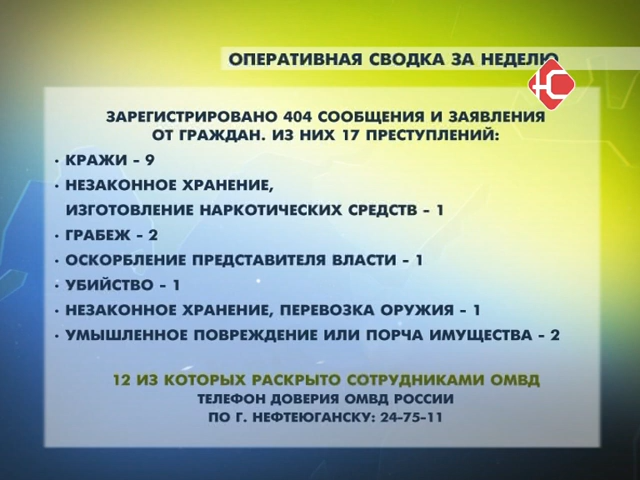 ОПЕРАТИВНАЯ СВОДКА ЗА НЕДЕЛЮ
ЮС
ЗАРЕГИСТРИРОВАНО 404 СООБЩЕНИЯ И ЗАЯВЛЕНИЯ
ОТ ГРАЖДАН. ИЗ НИХ 17 ПРЕСТУПЛЕНИЙ:
· КРАЖИ - 9
· НЕЗАКОННОЕ ХРАНЕНИЕ,
ИЗГОТОВЛЕНИЕ НАРКОТИЧЕСКИХ СРЕДСТВ - 1
· ГРАБЕЖ - 2
· ОСКОРБЛЕНИЕ ПРЕДСТАВИТЕЛЯ ВЛАСТИ - 1
· УБИЙСТВО - 1
· НЕЗАКОННОЕ ХРАНЕНИЕ, ПЕРЕВОЗКА ОРУЖИЯ - 1
· УМЫШЛЕННОЕ ПОВРЕЖДЕНИЕ ИЛИ ПОРЧА ИМУЩЕСТВА - 2
12 ИЗ КОТОРЫХ РАСКРЫТО СОТРУДНИКАМИ ОМВД
ТЕЛЕФОН ДОВЕРИЯ ОМВД РОССИИ
ПО Г. НЕФТЕЮГАНСКУ: 24-75-11